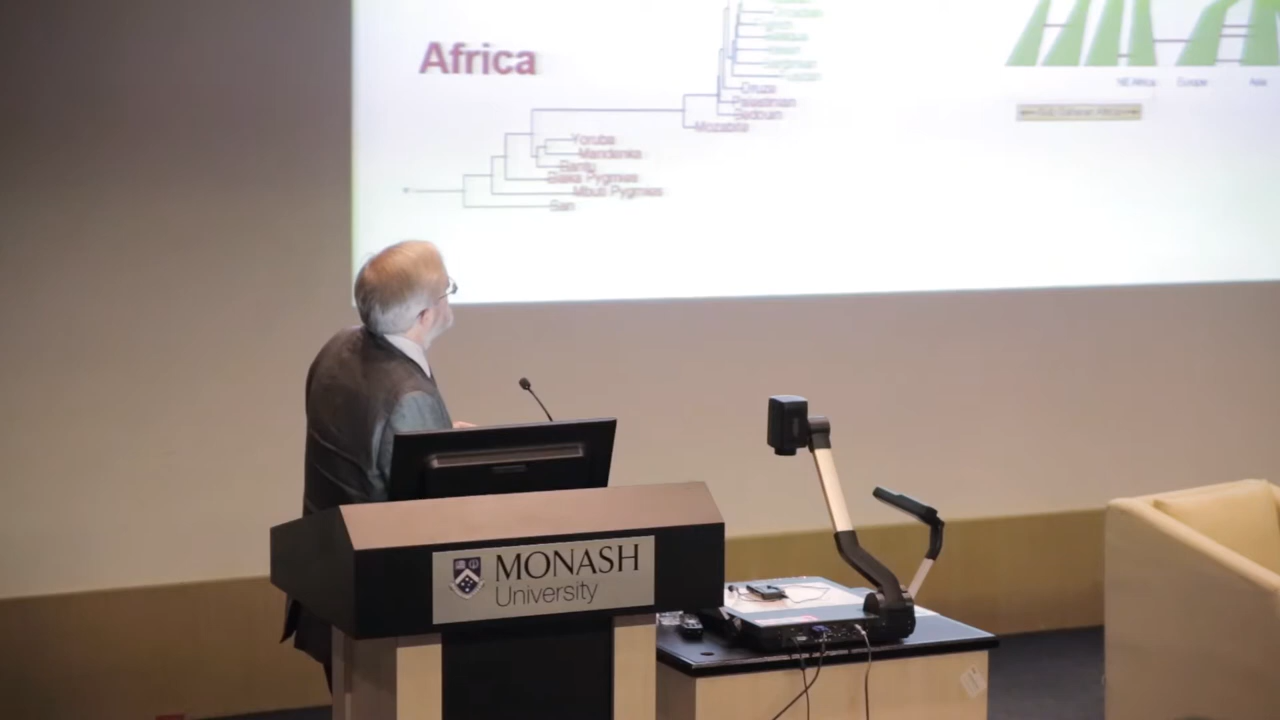 Africa
Druze
Palestinian
Bedouin
Mozabite
Yoruba
Mandenka
Bantu
Biaka Pygmies
Mbuti Pygmies
San
NE Africa
Europe
Asia
MONASH
University